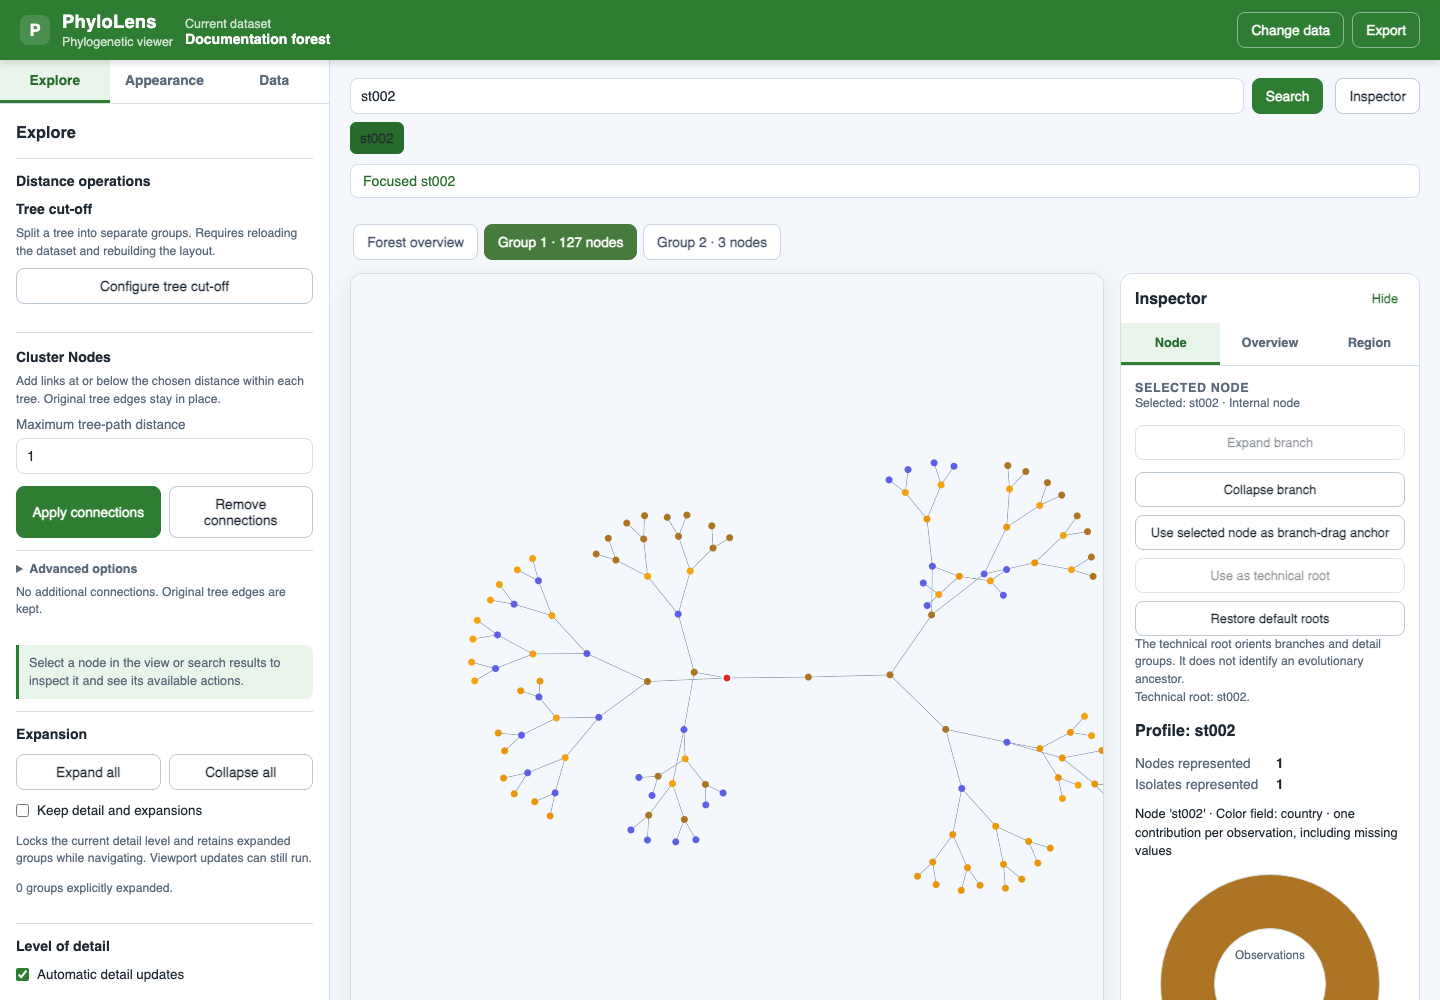 P
PhyloLens
Phylogenetic viewer
Current dataset
Documentation forest
Change data
Export
Explore
Appearance
Data
Explore
Distance operations
Tree cut-off
Split a tree into separate groups. Requires reloading
the dataset and rebuilding the layout.
Configure tree cut-off
Cluster Nodes
Add links at or below the chosen distance within each
tree. Original tree edges stay in place.
Maximum tree-path distance
1
Apply connections
Remove
connections
Advanced options
No additional connections. Original tree edges are
kept.
Select a node in the view or search results to
inspect it and see its available actions.
Expansion
Expand all
Collapse all
Keep detail and expansions
Locks the current detail level and retains expanded
groups while navigating. Viewport updates can still run.
0 groups explicitly expanded.
Level of detail
Automatic detail updates
st002
Search
Inspector
st002
Focused st002
Forest overview
Group 1 · 127 nodes
Group 2 · 3 nodes
Inspector
Hide
Node
Overview
Region
SELECTED NODE
Selected: st002 · Internal node
Expand branch
Collapse branch
Use selected node as branch-drag anchor
Use as technical root
Restore default roots
The technical root orients branches and detail
groups. It does not identify an evolutionary
ancestor.
Technical root: st002.
Profile: st002
Nodes represented 1
Isolates represented 1
Node 'st002' · Color field: country · one
contribution per observation, including missing
values
Observations